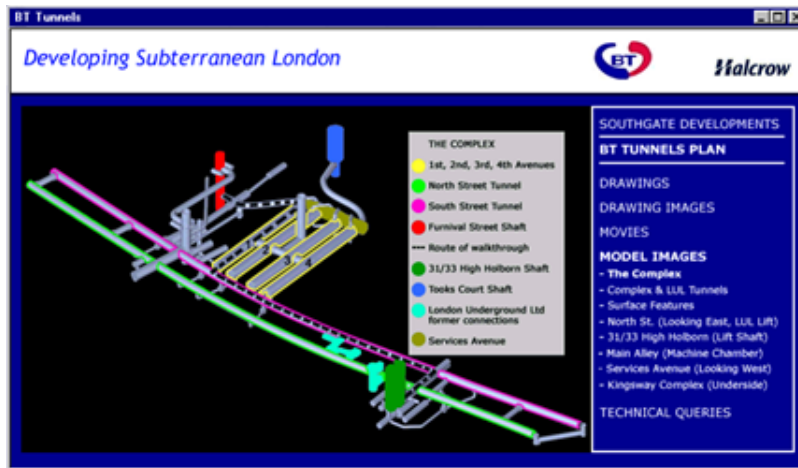 BT Tunnels
Developing Subterranean London
BT
Halcrow
THE COMPLEX
1st, 2nd, 3rd, 4th Avenues
North Street Tunnel
South Street Tunnel
Furnival Street Shaft
Route of walkthrough
31/33 High Holborn Shaft
Tooks Court Shaft
London Underground Ltd
former connections
Services Avenue
SOUTHGATE DEVELOPMENTS
BT TUNNELS PLAN
DRAWINGS
DRAWING IMAGES
MOVIES
MODEL IMAGES
- The Complex
- Complex & LUL Tunnels
- Surface Features
- North St. (Looking East, LUL Lift)
- 31/33 High Holborn (Lift Shaft)
- Main Alley (Machine Chamber)
- Services Avenue (Looking West)
- Kingsway Complex (Underside)
TECHNICAL QUERIES